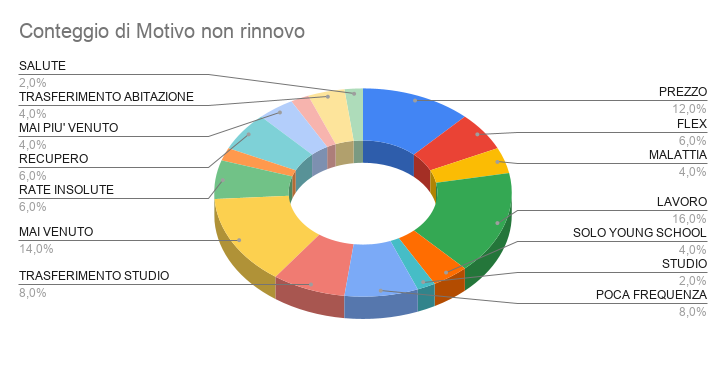 Conteggio di Motivo non rinnovo
SALUTE
2,0%
TRASFERIMENTO ABITAZIONE
4,0%
MAI PIU' VENUTO
4,0%
RECUPERO
6,0%
RATE INSOLUTE
6,0%
MAI VENUTO
14,0%
TRASFERIMENTO STUDIO
8,0%
PREZZO
12,0%
FLEX
6,0%
MALATTIA
4,0%
LAVORO
16,0%
SOLO YOUNG SCHOOL
4,0%
STUDIO
2,0%
POCA FREQUENZA
8,0%